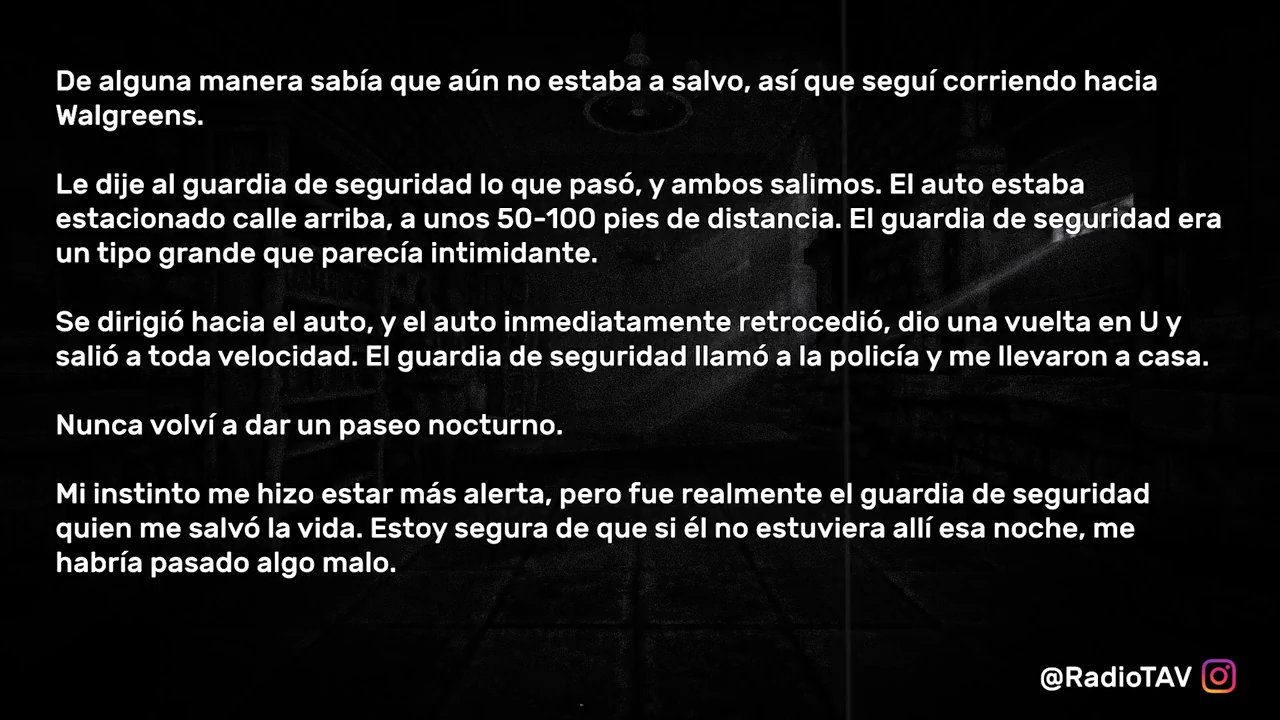 De alguna manera sabía que aún no estaba a salvo, así que seguí corriendo hacia
Walgreens.
Le dije al guardia de seguridad lo que pasó, y ambos salimos. El auto estaba
estacionado calle arriba, a unos 50-100 pies de distancia. El guardia de seguridad era
un tipo grande que parecía intimidante.
Se dirigió hacia el auto, y el auto inmediatamente retrocedió, dio una vuelta en U y
salió a toda velocidad. El guardia de seguridad llamó a la policía y me llevaron a casa.
Nunca volví a dar un paseo nocturno.
Mi instinto me hizo estar más alerta, pero fue realmente el guardia de seguridad
quien me salvó la vida. Estoy segura de que si él no estuviera allí esa noche, me
habría pasado algo malo.
@RadioTAV